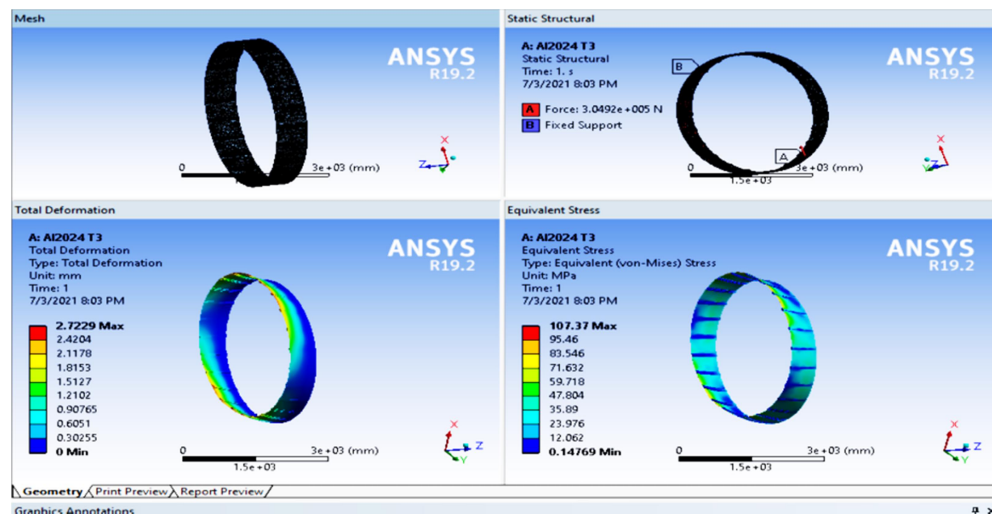 Mesh
ANSYS
R19.2
X
Z
Y
0
3e+03 (mm)
Static Structural
A: Al2024 T3
Static Structural
Time: 1. s
7/3/2021 8:03 PM
A Force: 3.0492e+005 N
B Fixed Support
ANSYS
R19.2
B
A
X
Z
0
3e+03 (mm)
1.5e+03
Total Deformation
A: Al2024 T3
Total Deformation
Type: Total Deformation
Unit: mm
Time: 1
7/3/2021 8:03 PM
2.7229 Max
2.4204
2.1178
1.8153
1.5127
1.2102
0.90765
0.6051
0.30255
0 Min
ANSYS
R19.2
X
Z
Y
0
3e+03 (mm)
1.5e+03
Equivalent Stress
A: Al2024 T3
Equivalent Stress
Type: Equivalent (von-Mises) Stress
Unit: MPa
Time: 1
7/3/2021 8:03 PM
107.37 Max
95.46
83.546
71.632
59.718
47.804
35.89
23.976
12.062
0.14769 Min
ANSYS
R19.2
X
Z
Y
0
3e+03 (mm)
1.5e+03
Geometry Print Preview Report Preview
Graphics Annotations